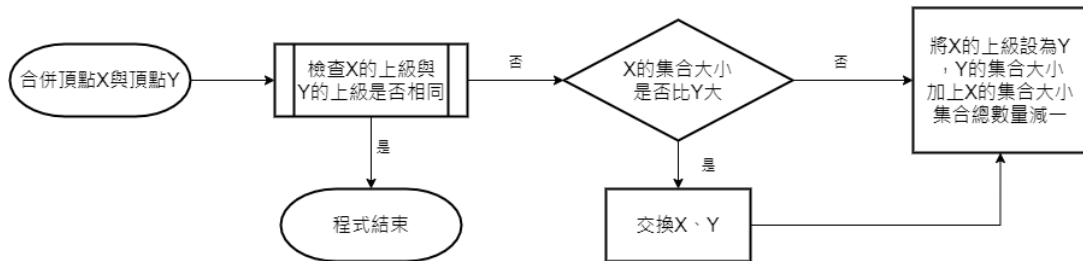 合併頂點X與頂點Y
檢查X的上級與
Y的上級是否相同
否
X的集合大小
是否比Y大
否
將X的上級設為Y
，Y的集合大小
加上X的集合大小
集合總數量減一
是
是
程式結束
交換X、Y